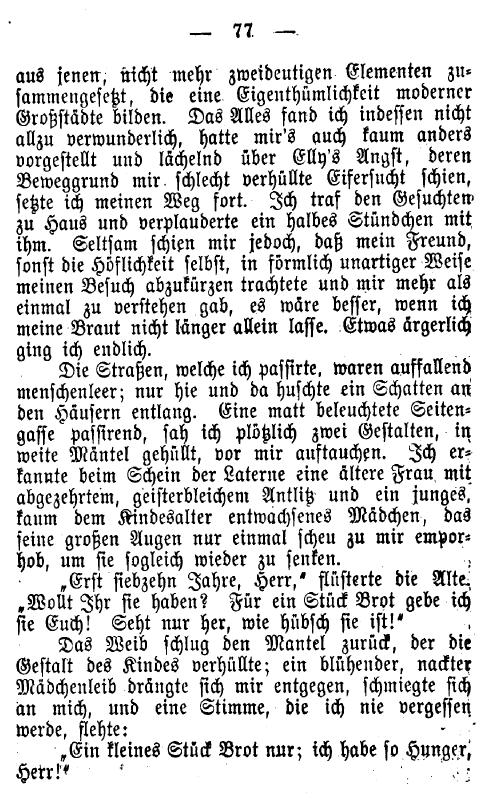 — 77 —
aus jenen, nicht mehr zweideutigen Elementen zu-
sammengesetzt, die eine Eigenthümlichkeit moderner
Großstädte bilden. Das Alles fand ich indessen nicht
allzu verwunderlich, hatte mir's auch kaum anders
vorgestellt und lächelnd über Elly's Angst, deren
Beweggrund mir schlecht verhüllte Eifersucht schien,
setzte ich meinen Weg fort. Ich traf den Gesuchten
zu Haus und verplauderte ein halbes Stündchen mit
ihm. Seltsam schien mir jedoch, daß mein Freund,
sonst die Höflichkeit selbst, in förmlich unartiger Weise
meinen Besuch abzukürzen trachtete und mir mehr als
einmal zu verstehen gab, es wäre besser, wenn ich
meine Braut nicht länger allein lasse. Etwas ärgerlich
ging ich endlich.
Die Straßen, welche ich passirte, waren auffallend
menschenleer; nur hie und da huschte ein Schatten an
den Häusern entlang. Eine matt beleuchtete Seiten-
gasse passirend, sah ich plötzlich zwei Gestalten, in
weite Mäntel gehüllt, vor mir auftauchen. Ich er-
kannte beim Schein der Laterne eine ältere Frau mit
abgezehrtem, geisterbleichem Antlitz und ein junges,
kaum dem Kindesalter entwachsenes Mädchen, das
seine großen Augen nur einmal scheu zu mir empor-
hob, um sie sogleich wieder zu senken.
„Erst siebzehn Jahre, Herr,“ flüsterte die Alte.
„Wollt Ihr sie haben? Für ein Stück Brot gebe ich
sie Euch! Seht nur her, wie hübsch sie ist!“
Das Weib schlug den Mantel zurück, der die
Gestalt des Kindes verhüllte; ein blühender, nackter
Mädchenleib drängte sich mir entgegen, schmiegte sich
an mich, und eine Stimme, die ich nie vergessen
werde, flehte:
„Ein kleines Stück Brot nur; ich habe so Hunger,
Herr!“